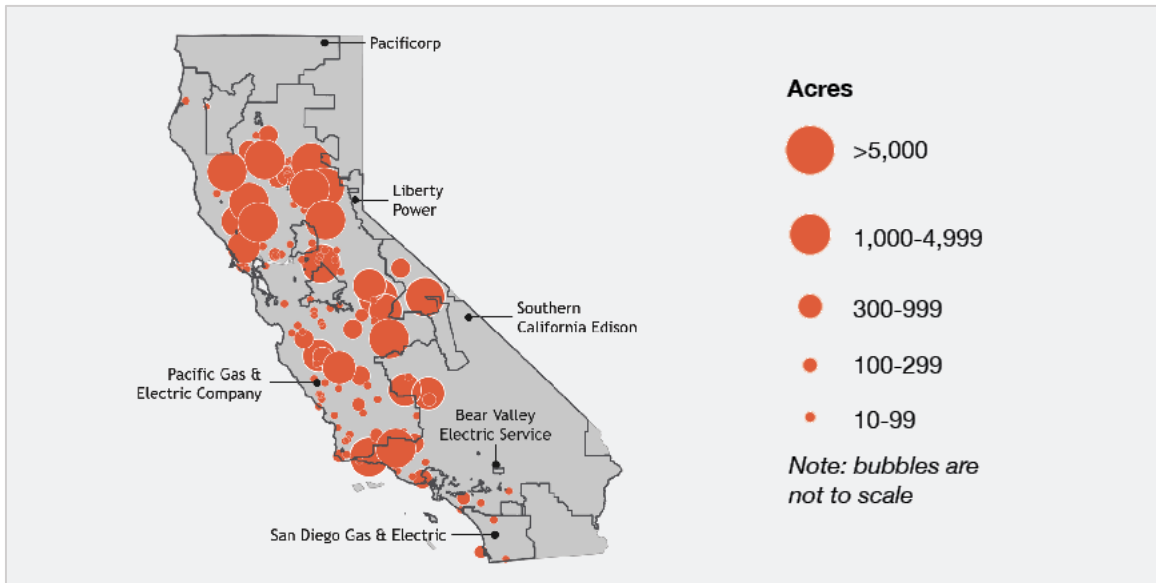 Pacificorp
Liberty
Power
Southern
California Edison
Pacific Gas &
Electric Company
Bear Valley
Electric Service
San Diego Gas & Electric
Acres
>5,000
1,000-4,999
300-999
100-299
10-99
Note: bubbles are
not to scale